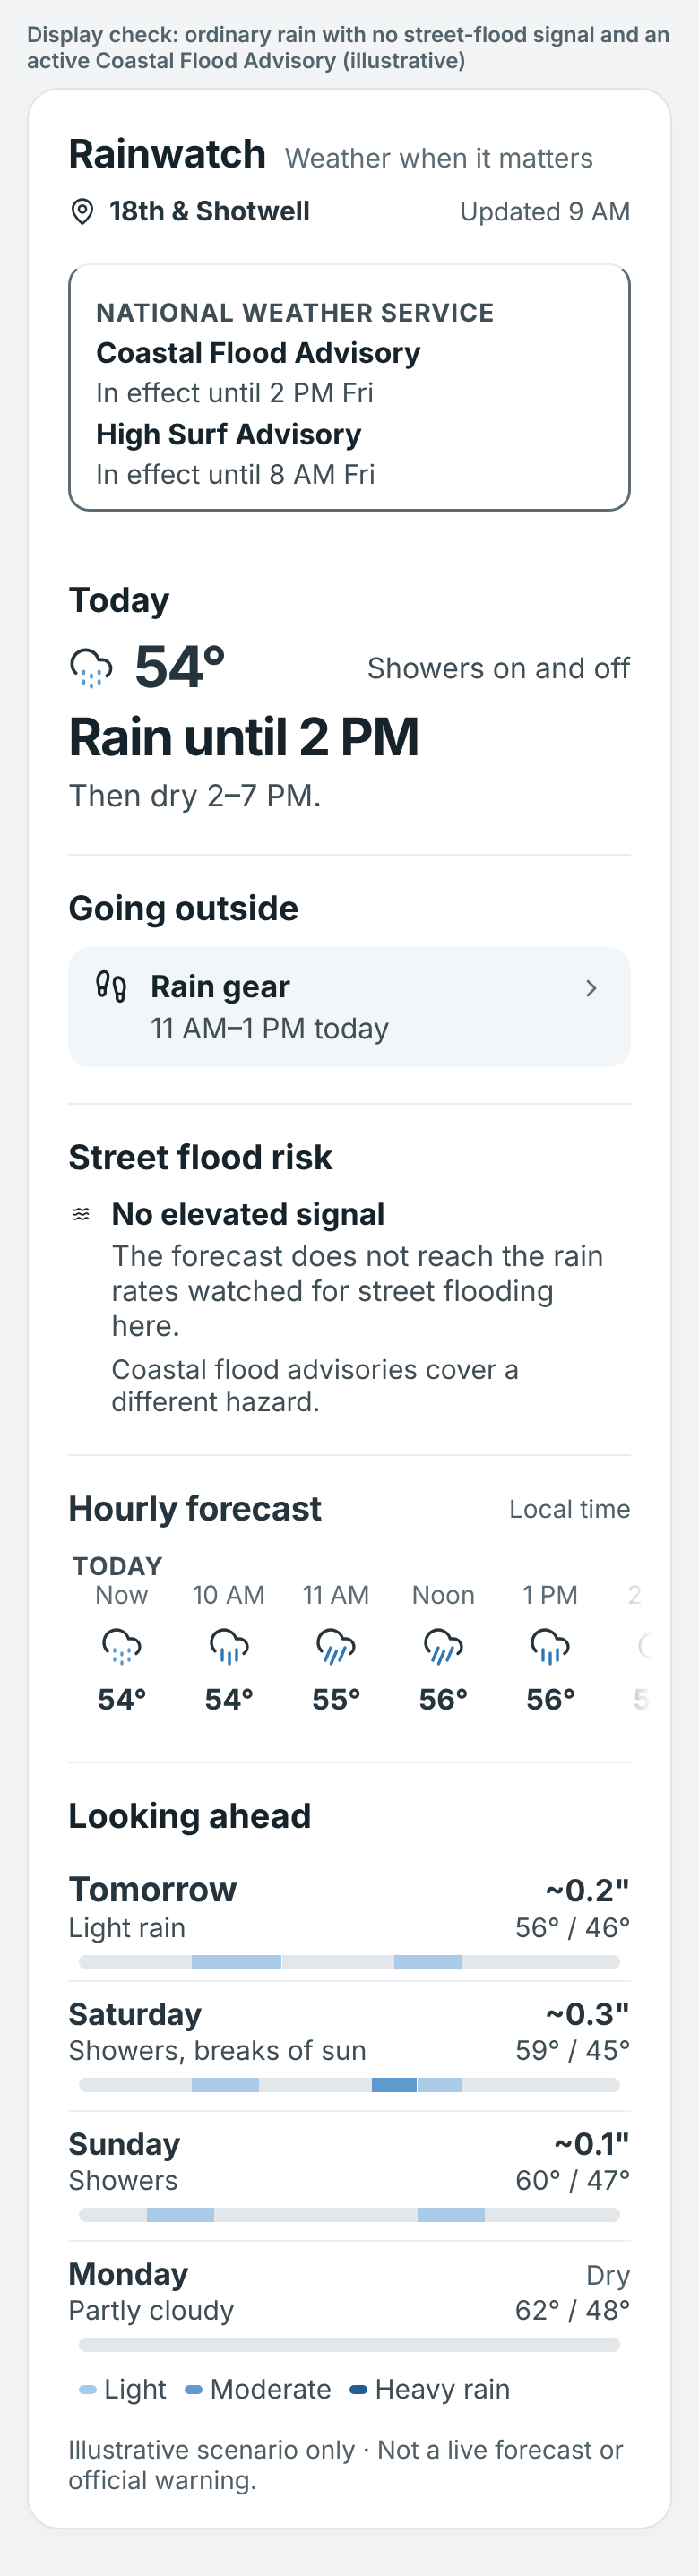 Display check: ordinary rain with no street-flood signal and an
active Coastal Flood Advisory (illustrative)
Rainwatch Weather when it matters
18th & Shotwell Updated 9 AM
NATIONAL WEATHER SERVICE
Coastal Flood Advisory
In effect until 2 PM Fri
High Surf Advisory
In effect until 8 AM Fri
Today
54° Showers on and off
Rain until 2 PM
Then dry 2–7 PM.
Going outside
Rain gear
11 AM–1 PM today
Street flood risk
No elevated signal
The forecast does not reach the rain
rates watched for street flooding
here.
Coastal flood advisories cover a
different hazard.
Hourly forecast Local time
TODAY
Now 10 AM 11 AM Noon 1 PM 2
54° 54° 55° 56° 56° 5
Looking ahead
Tomorrow ~0.2"
Light rain 56° / 46°
Saturday ~0.3"
Showers, breaks of sun 59° / 45°
Sunday ~0.1"
Showers 60° / 47°
Monday Dry
Partly cloudy 62° / 48°
Light Moderate Heavy rain
Illustrative scenario only · Not a live forecast or
official warning.